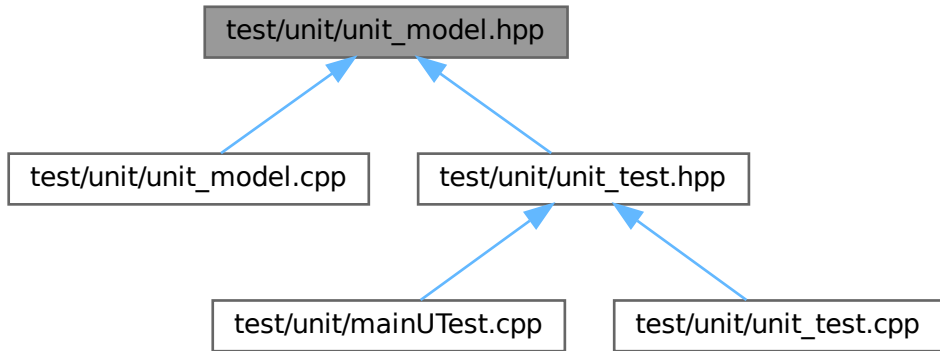 test/unit/unit_model.hpp
test/unit/unit_model.cpp
test/unit/unit_test.hpp
test/unit/mainUTest.cpp
test/unit/unit_test.cpp